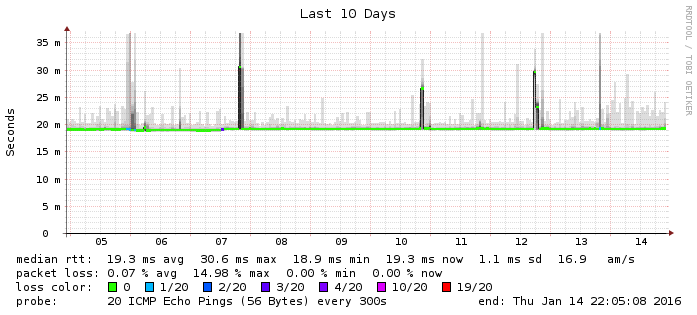 Last 10 Days
RRDTOOL / TOBI OETIKER
Seconds
35 m
30 m
25 m
20 m
15 m
10 m
5 m
0
05 06 07 08 09 10 11 12 13 14
median rtt: 19.3 ms avg 30.6 ms max 18.9 ms min 19.3 ms now 1.1 ms sd 16.9 am/s
packet loss: 0.07 % avg 14.98 % max 0.00 % min 0.00 % now
loss color: 0 1/20 2/20 3/20 4/20 10/20 19/20
probe: 20 ICMP Echo Pings (56 Bytes) every 300s end: Thu Jan 14 22:05:08 2016